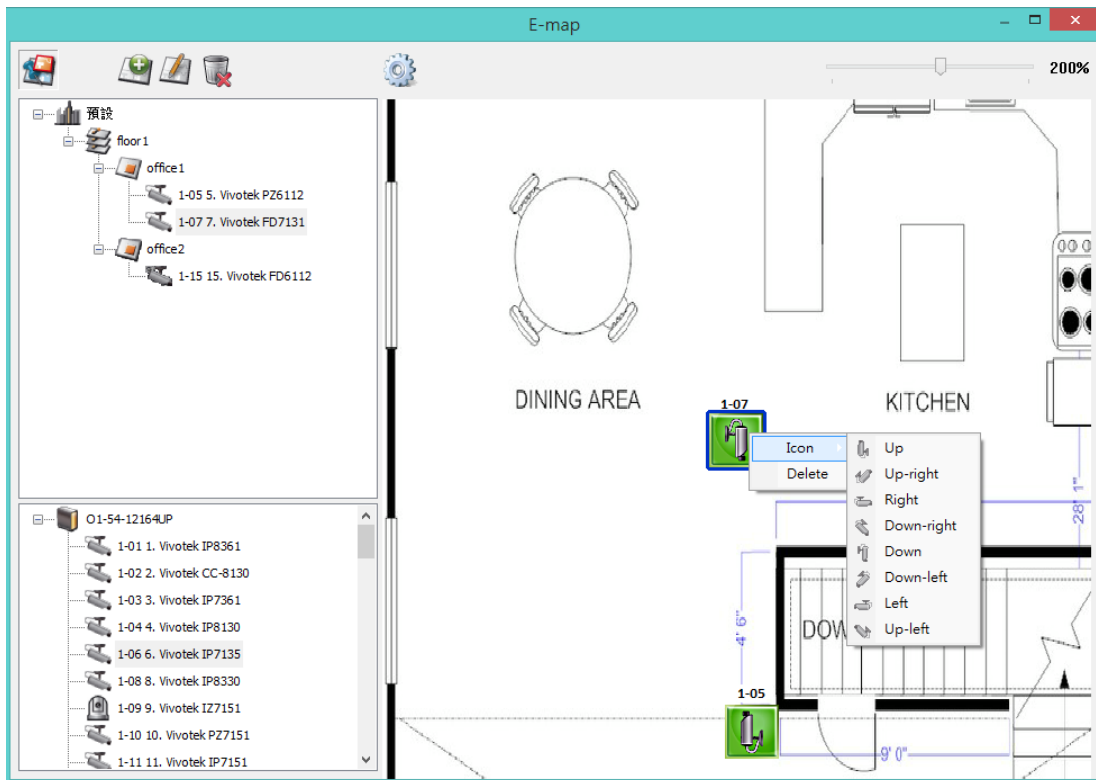 E-map
200%
預設
floor1
office1
1-05 5. Vivotek PZ6112
1-07 7. Vivotek FD7131
office2
1-15 15. Vivotek FD6112
O1-54-12164UP
1-01 1. Vivotek IP8361
1-02 2. Vivotek CC-8130
1-03 3. Vivotek IP7361
1-04 4. Vivotek IP8130
1-06 6. Vivotek IP7135
1-08 8. Vivotek IP8330
1-09 9. Vivotek IZ7151
1-10 10. Vivotek PZ7151
1-11 11. Vivotek IP7151
DINING AREA
KITCHEN
1-07
Icon
Delete
Up
Up-right
Right
Down-right
Down
Down-left
Left
Up-left
28' 1"
4' 6"
DOW
1-05
9' 0"